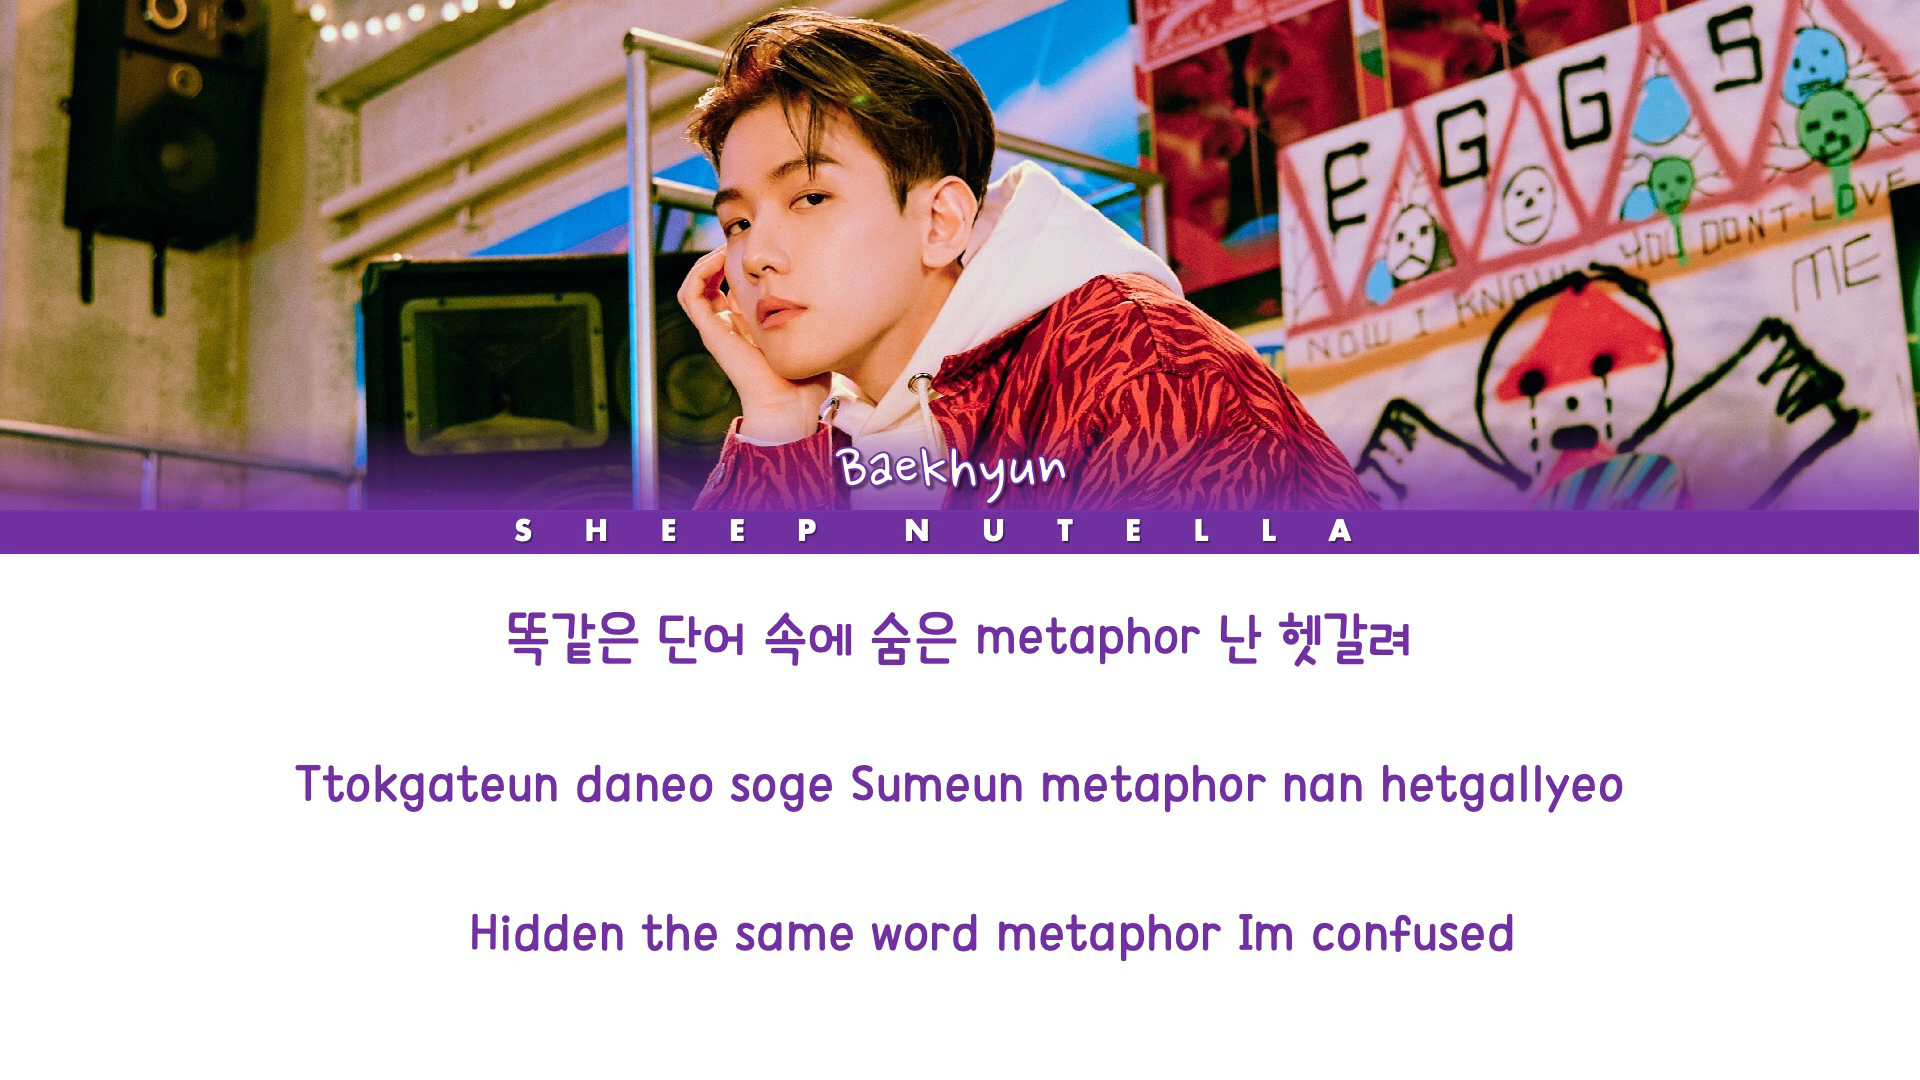 EGGS
NOW I KNOW YOU DONT LOVE
ME
Baekhyun
SHEEP NUTELLA
똑같은 단어 속에 숨은 metaphor 난 헷갈려
Ttokgateun daneo soge Sumeun metaphor nan hetgallyeo
Hidden the same word metaphor Im confused